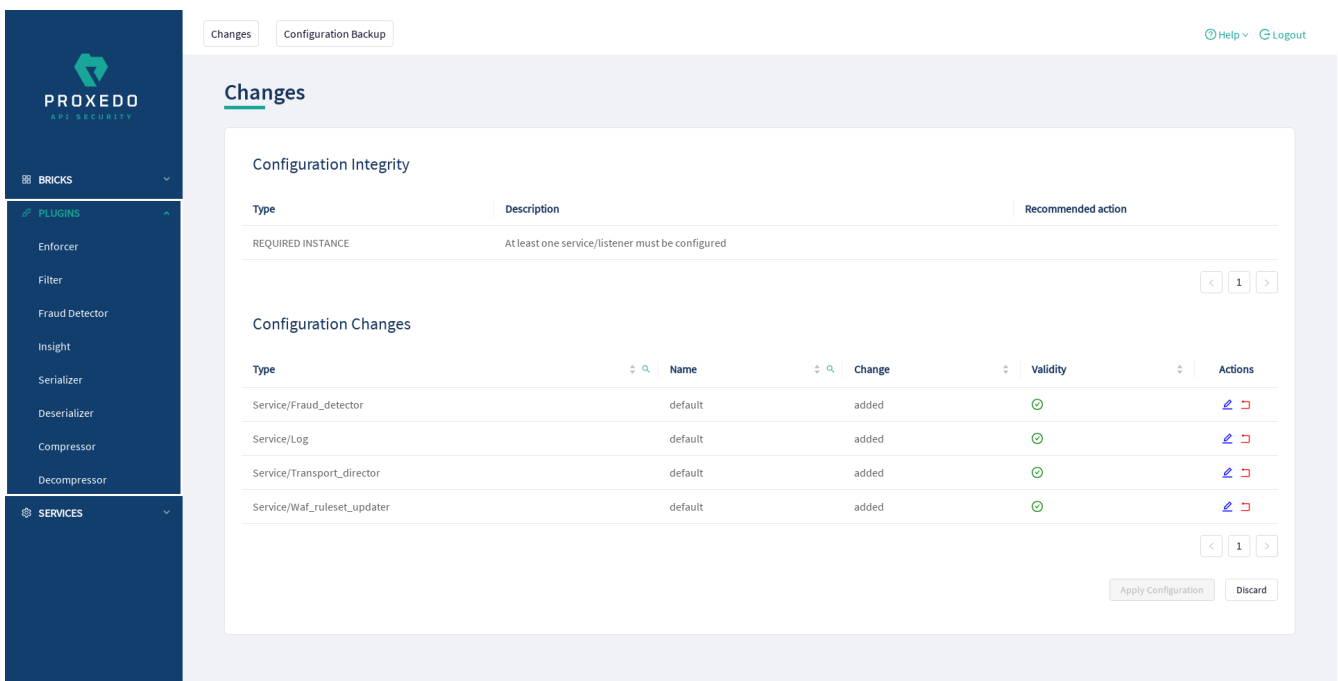 Changes Configuration Backup Help Logout
PROXEDO
API SECURITY
BRICKS
PLUGINS
Enforcer
Filter
Fraud Detector
Insight
Serializer
Deserializer
Compressor
Decompressor
SERVICES
Changes
Configuration Integrity
Type Description Recommended action
REQUIRED INSTANCE At least one service/listener must be configured
< 1 >
Configuration Changes
Type Name Change Validity Actions
Service/Fraud_detector default added
Service/Log default added
Service/Transport_director default added
Service/Waf_ruleset_updater default added
< 1 >
Apply Configuration Discard